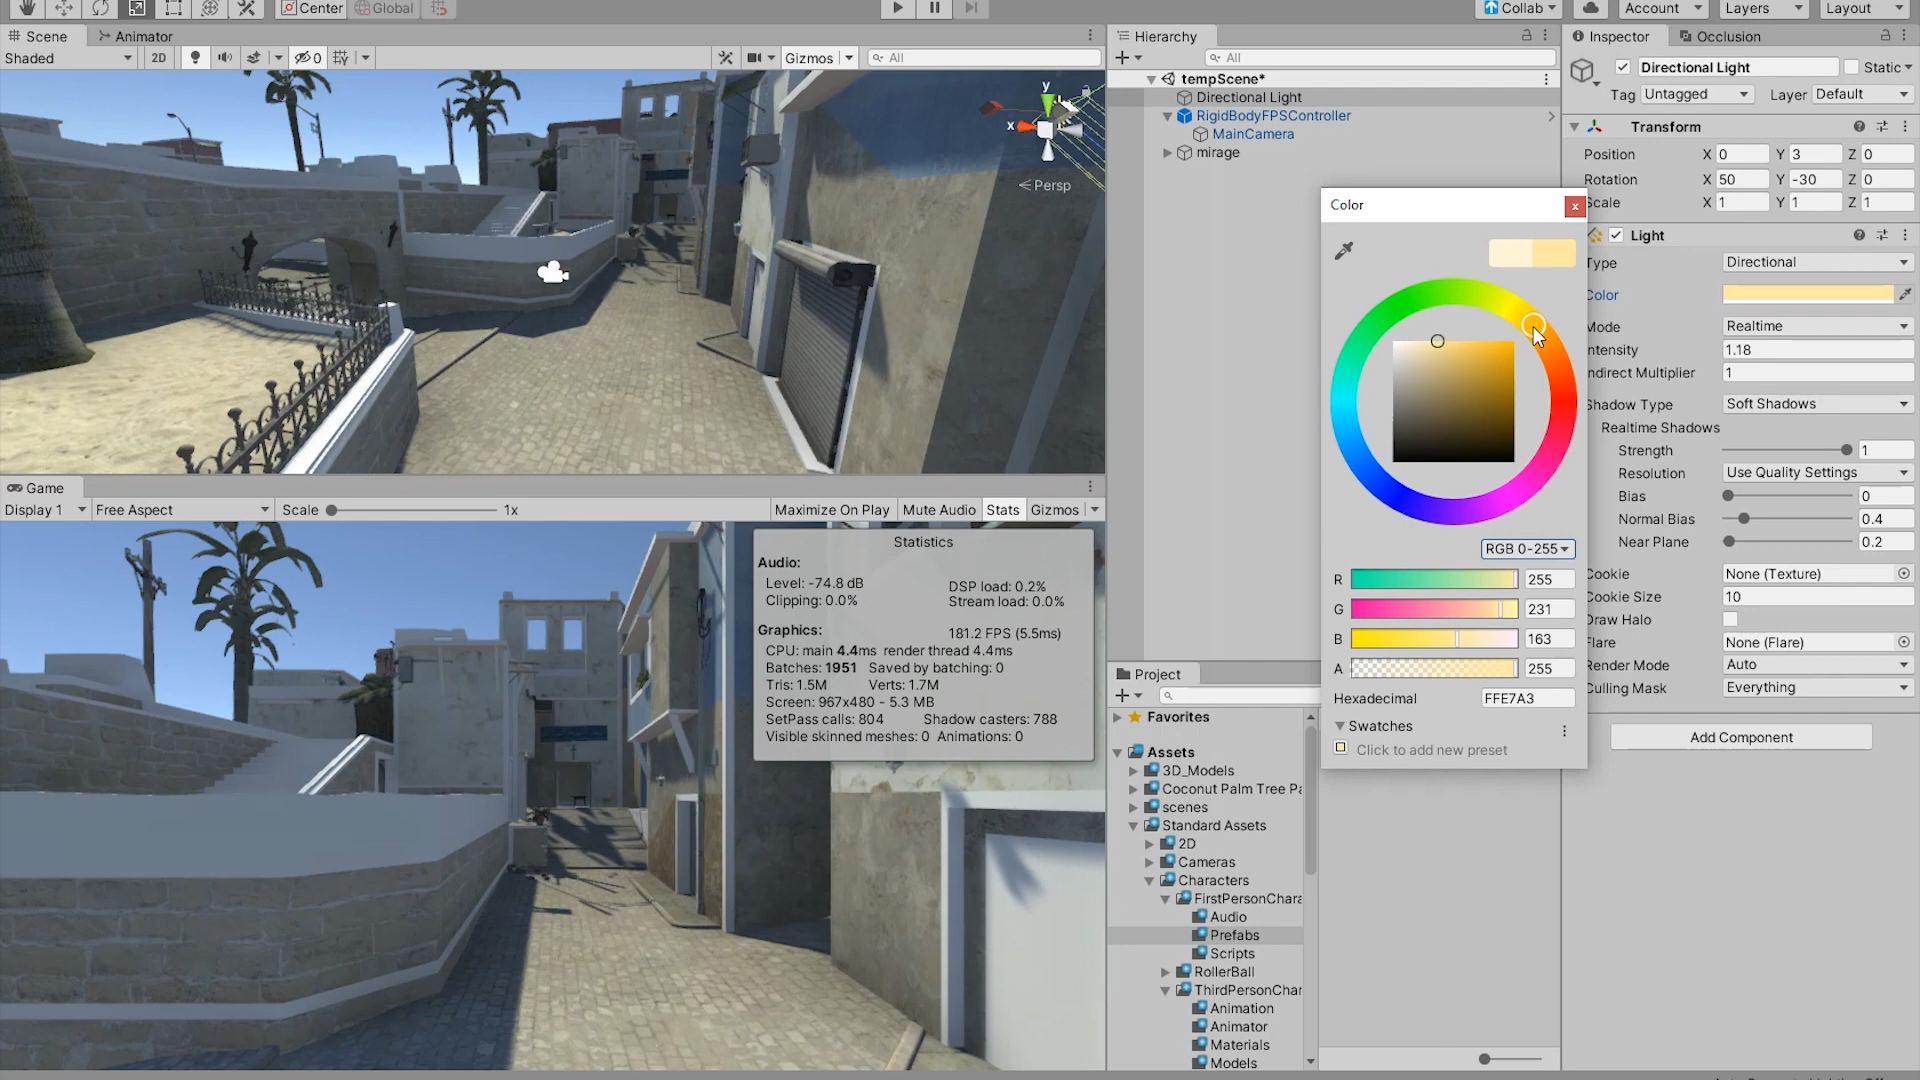 Center
Global
Collab
Account
Layers
Layout
Scene
Animator
Shaded
2D
0
Gizmos
All
y
x
Persp
Game
Display 1
Free Aspect
Scale
1x
Maximize On Play
Mute Audio
Stats
Gizmos
Statistics
Audio:
Level: -74.8 dB
DSP load: 0.2%
Clipping: 0.0%
Stream load: 0.0%
Graphics:
181.2 FPS (5.5ms)
CPU: main 4.4ms render thread 4.4ms
Batches: 1951 Saved by batching: 0
Tris: 1.5M Verts: 1.7M
Screen: 967x480 - 5.3 MB
SetPass calls: 804 Shadow casters: 788
Visible skinned meshes: 0 Animations: 0
Hierarchy
All
tempScene*
Directional Light
RigidBodyFPSController
MainCamera
mirage
Project
Favorites
Assets
3D_Models
Coconut Palm Tree Pa
scenes
Standard Assets
2D
Cameras
Characters
FirstPersonChara
Audio
Prefabs
Scripts
RollerBall
ThirdPersonChar
Animation
Animator
Materials
Models
Color
x
RGB 0-255
R 255
G 231
B 163
A 255
Hexadecimal FFE7A3
Swatches
Click to add new preset
Inspector
Occlusion
Directional Light
Static
Tag Untagged Layer Default
Transform
Position X 0 Y 3 Z 0
Rotation X 50 Y -30 Z 0
Scale X 1 Y 1 Z 1
Light
Type Directional
Color
Mode Realtime
ntensity 1.18
ndirect Multiplier 1
Shadow Type Soft Shadows
Realtime Shadows
Strength 1
Resolution Use Quality Settings
Bias 0
Normal Bias 0.4
Near Plane 0.2
Cookie None (Texture)
Cookie Size 10
Draw Halo
Flare None (Flare)
Render Mode Auto
Culling Mask Everything
Add Component